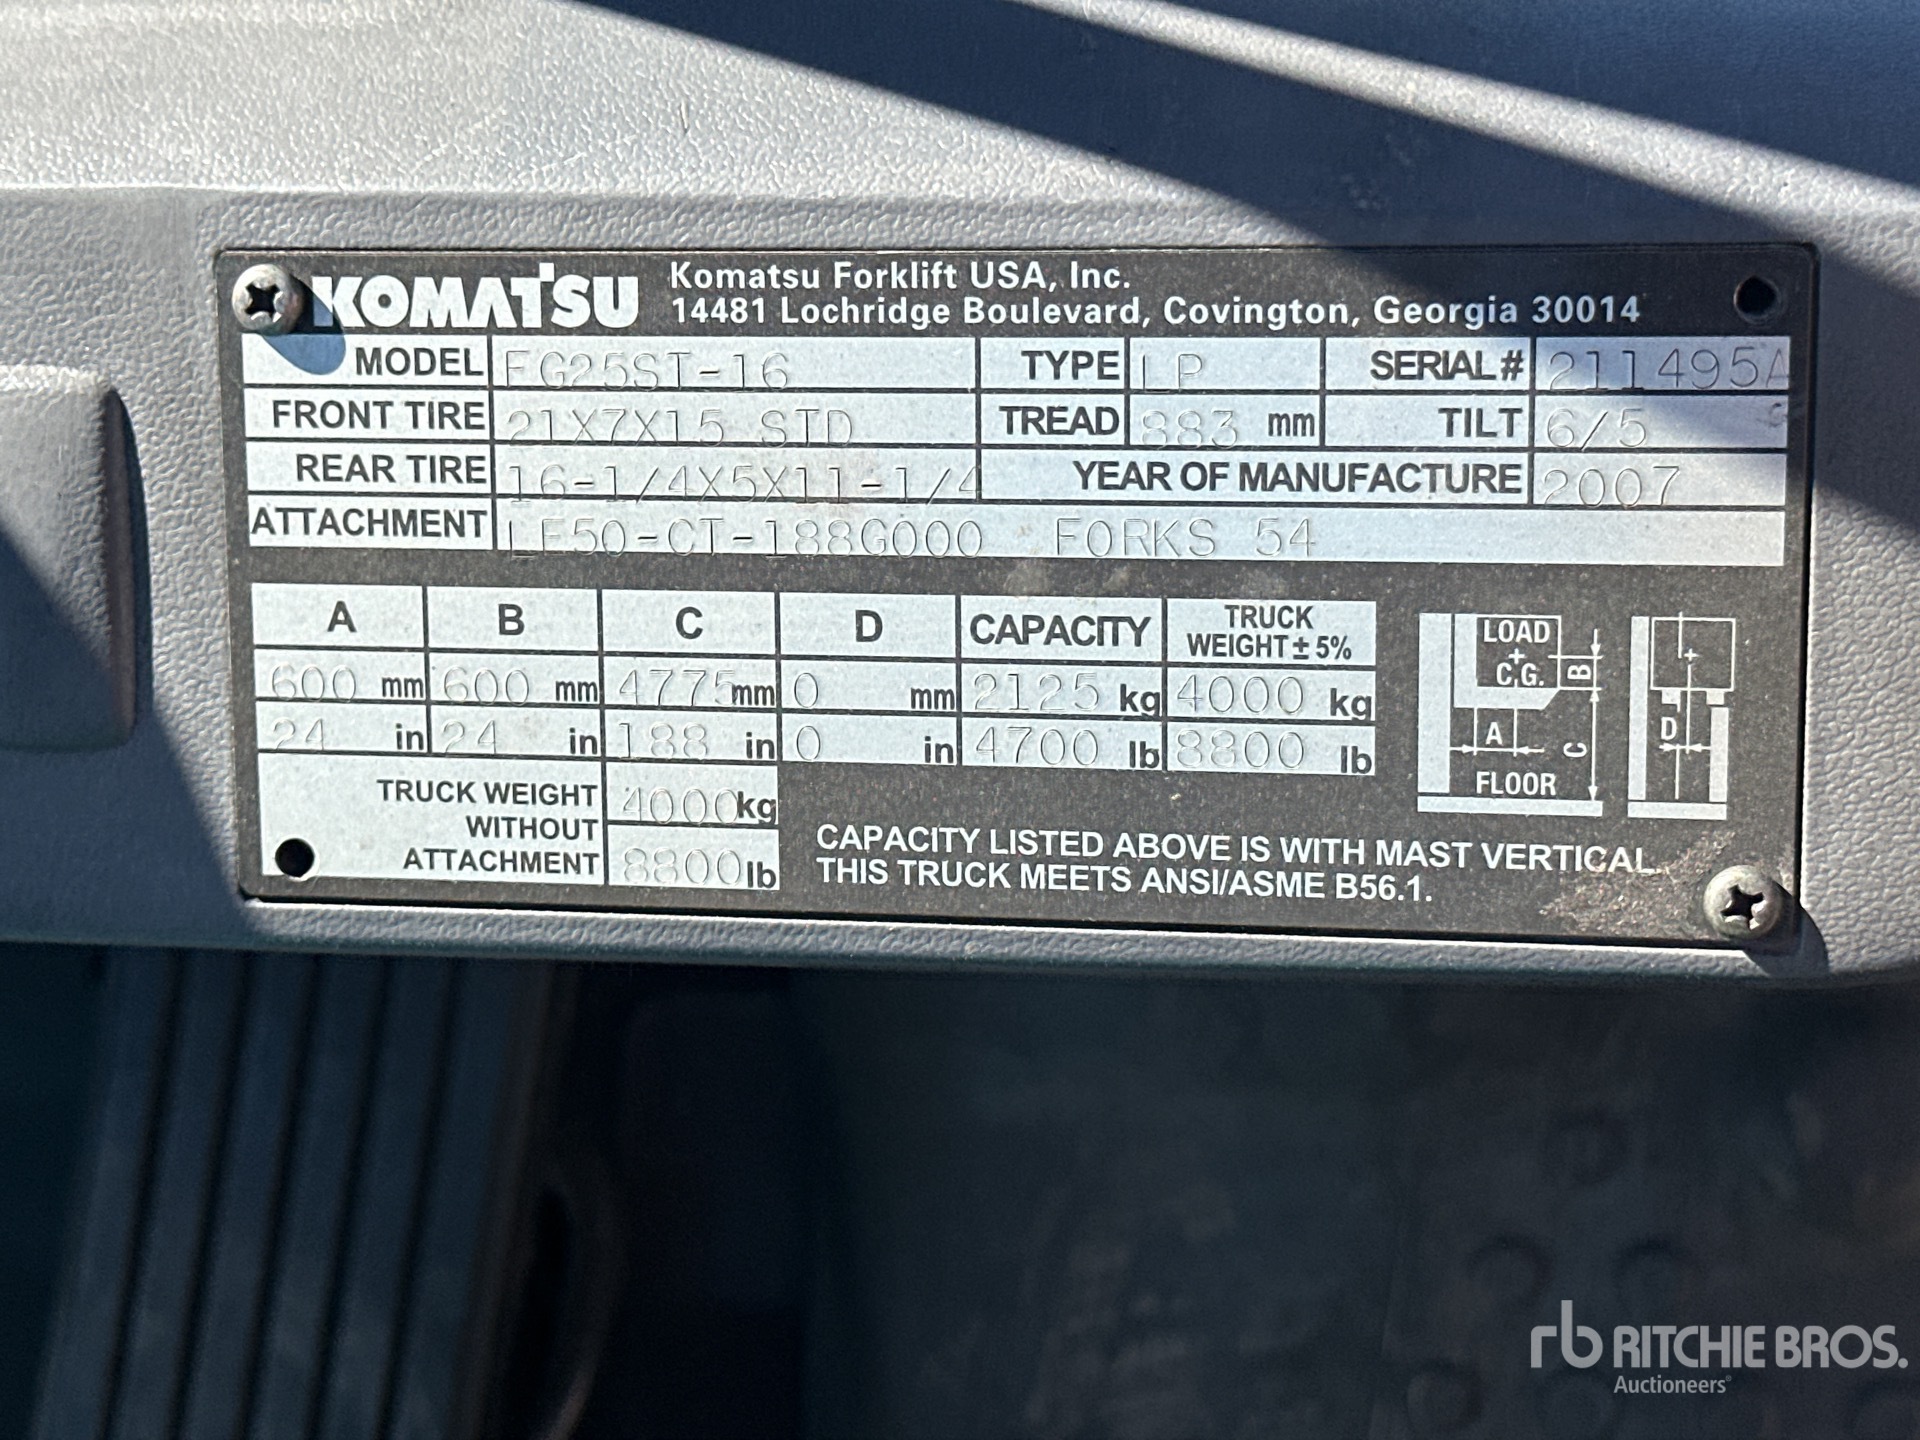 KOMATSU Komatsu Forklift USA, Inc.
14481 Lochridge Boulevard, Covington, Georgia 30014
MODEL FG25ST-16 TYPE LP SERIAL# 211495A
FRONT TIRE 21X7X15 STD TREAD 883 mm TILT 6/5
REAR TIRE 16-1/4X5X11-1/4 YEAR OF MANUFACTURE 2007
ATTACHMENT LF50-CT-188G000 FORKS 54
A B C D CAPACITY TRUCK WEIGHT ± 5%
600 mm 600 mm 4775 mm 0 mm 2125 kg 4000 kg
24 in 24 in 188 in 0 in 4700 lb 8800 lb
TRUCK WEIGHT WITHOUT ATTACHMENT 4000 kg
8800 lb
CAPACITY LISTED ABOVE IS WITH MAST VERTICAL.
THIS TRUCK MEETS ANSI/ASME B56.1.
LOAD
C.G.
B
A
C
FLOOR
D
rb RITCHIE BROS.
Auctioneers